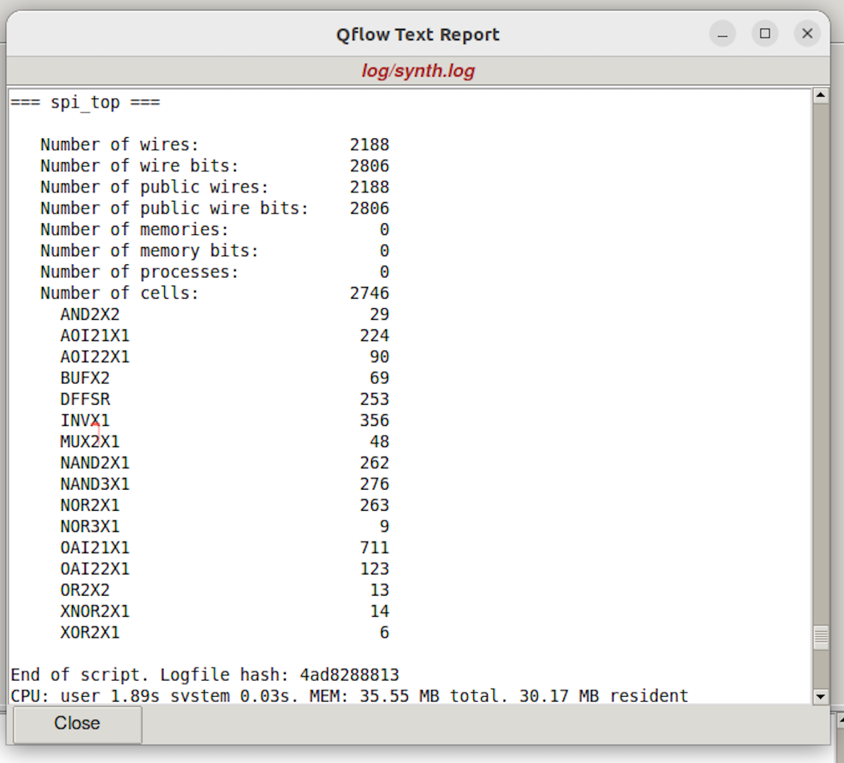 Qflow Text Report
log/synth.log
=== spi_top ===
Number of wires: 2188
Number of wire bits: 2806
Number of public wires: 2188
Number of public wire bits: 2806
Number of memories: 0
Number of memory bits: 0
Number of processes: 0
Number of cells: 2746
AND2X2 29
AOI21X1 224
AOI22X1 90
BUFX2 69
DFFSR 253
INVX1 356
MUX2X1 48
NAND2X1 262
NAND3X1 276
NOR2X1 263
NOR3X1 9
OAI21X1 711
OAI22X1 123
OR2X2 13
XNOR2X1 14
XOR2X1 6
End of script. Logfile hash: 4ad8288813
CPU: user 1.89s system 0.03s. MEM: 35.55 MB total. 30.17 MB resident
Close